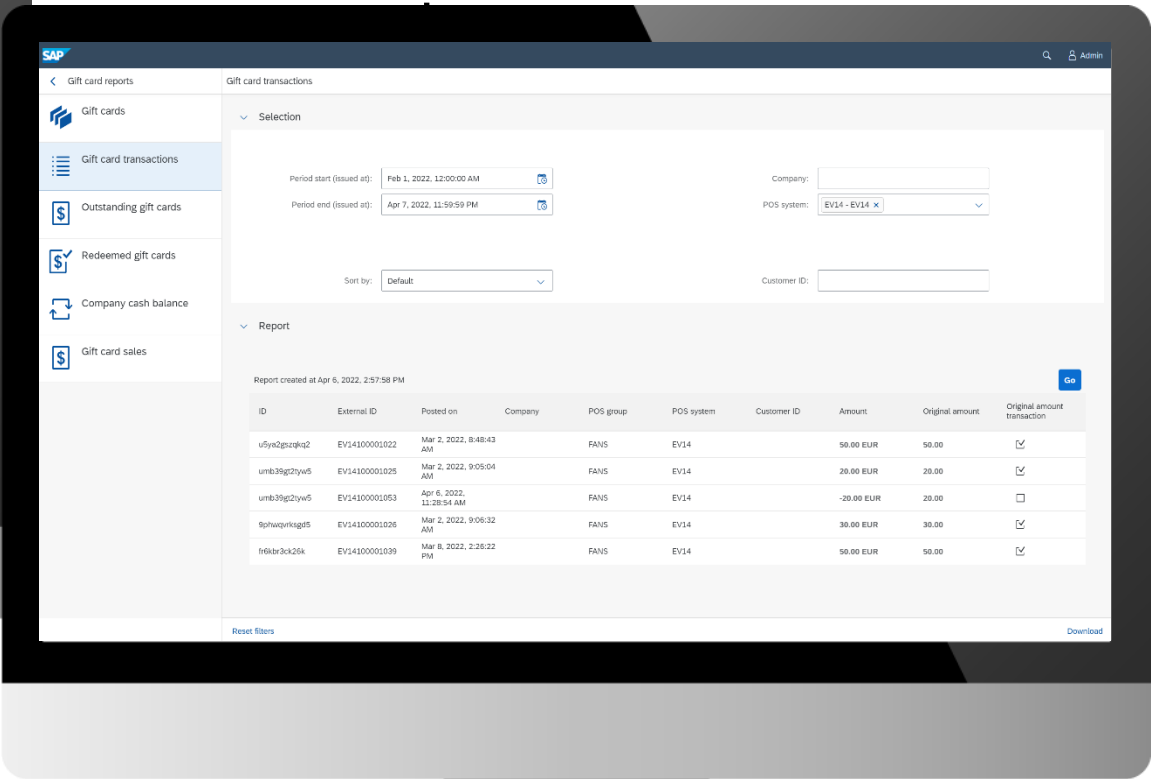 SAP
Admin
Gift card reports
Gift card transactions
Gift cards
Gift card transactions
Outstanding gift cards
Redeemed gift cards
Company cash balance
Gift card sales
Selection
Period start (issued at): Feb 1, 2022, 12:00:00 AM Company:
Period end (issued at): Apr 7, 2022, 11:59:59 PM POS system: EV14 - EV14
Sort by: Default Customer ID:
Report
Report created at Apr 6, 2022, 2:57:58 PM
Go
ID External ID Posted on Company POS group POS system Customer ID Amount Original amount Original amount
transaction
u5ya2gszqkq2 EV14100001022 Mar 2, 2022, 8:48:43 FANS EV14 50.00 EUR 50.00
AM
umb39gt2tyw5 EV14100001025 Mar 2, 2022, 9:05:04 FANS EV14 20.00 EUR 20.00
AM
umb39gt2tyw5 EV14100001053 Apr 6, 2022, FANS EV14 -20.00 EUR 20.00
11:28:54 AM
9phwqvrksgd5 EV14100001026 Mar 2, 2022, 9:06:32 FANS EV14 30.00 EUR 30.00
AM
fr6kbr3ck26k EV14100001039 Mar 8, 2022, 2:26:22 FANS EV14 50.00 EUR 50.00
PM
Reset filters Download